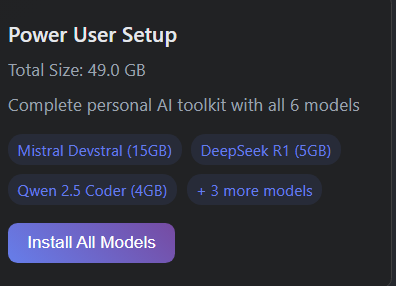 Power User Setup
Total Size: 49.0 GB
Complete personal AI toolkit with all 6 models
Mistral Devstral (15GB) DeepSeek R1 (5GB)
Qwen 2.5 Coder (4GB) + 3 more models
Install All Models